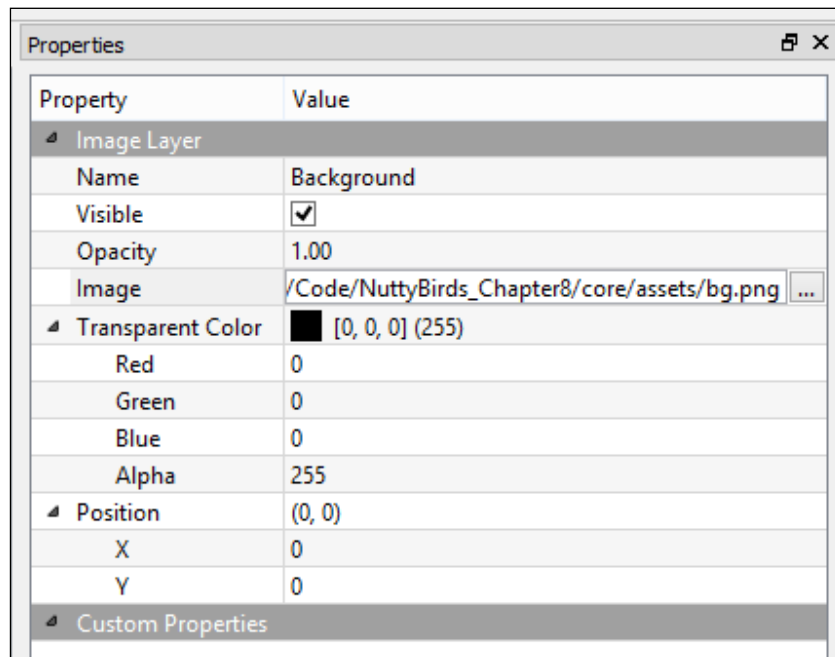 Properties
Property Value
Image Layer
Name Background
Visible
Opacity 1.00
Image /Code/NuttyBirds_Chapter8/core/assets/bg.png ...
Transparent Color [0, 0, 0] (255)
Red 0
Green 0
Blue 0
Alpha 255
Position (0, 0)
X 0
Y 0
Custom Properties